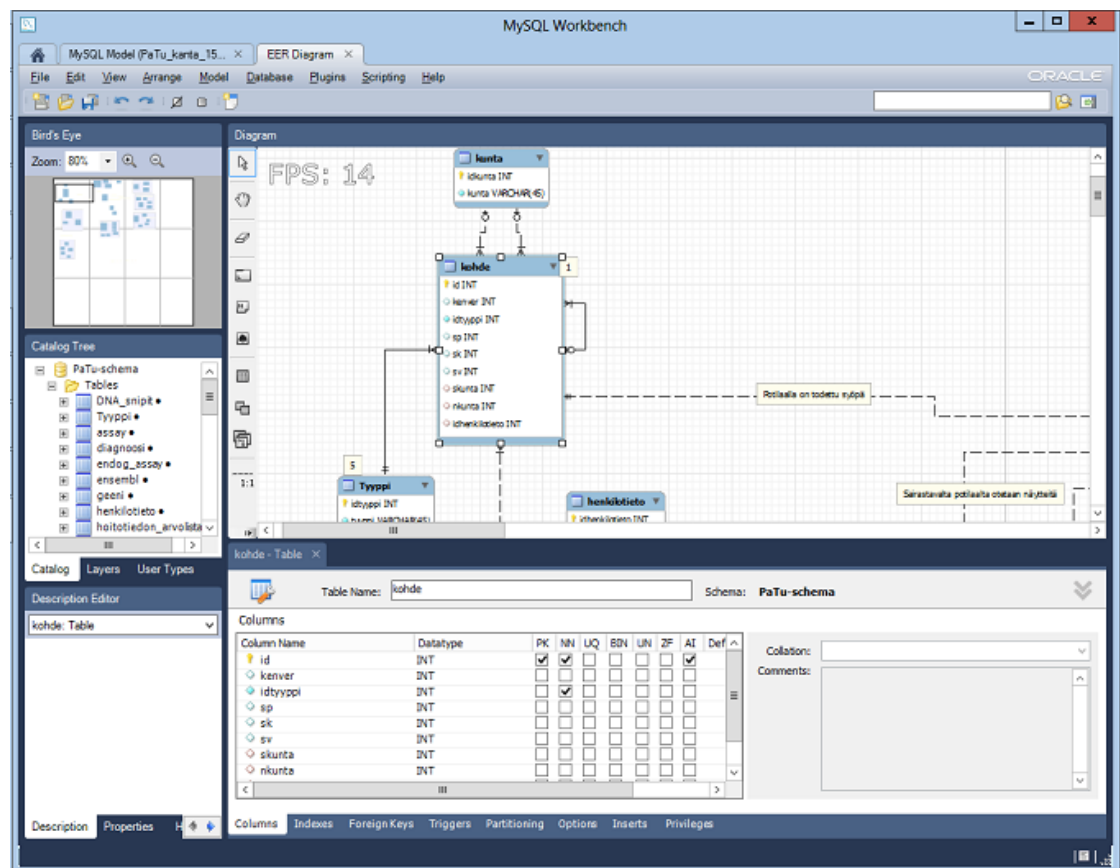 MySQL Workbench
MySQL Model (PaTu_kanta_15... × EER Diagram ×
File Edit View Arrange Model Database Plugins Scripting Help
ORACLE
Bird's Eye
Zoom: 80%
Catalog Tree
PaTu-schema
Tables
DNA_snipit •
Tyyppi •
assay •
diagnoosi •
endog_assay •
ensembl •
geeni •
henkilotieto •
hoitotiedon_arvolista
Catalog Layers User Types
Description Editor
kohde: Table
Description Properties H
Diagram
FPS: 14
1:1
kunta
idkunta INT
kunta VARCHAR(45)
kohde
1
id INT
kenver INT
idtyyppi INT
sp INT
sk INT
sv INT
skunta INT
nkunta INT
idhenkilotieto INT
Potilaalla on todettu syöpä
5
Tyyppi
idtyyppi INT
tyyppi VARCHAR(45)
henkilotieto
idhenkilotieto INT
Sairastavalta potilaalta otetaan näytteitä
kohde - Table ×
Table Name: kohde Schema: PaTu-schema
Columns
Column Name Datatype PK NN UQ BIN UN ZF AI Def
id INT
kenver INT
idtyyppi INT
sp INT
sk INT
sv INT
skunta INT
nkunta INT
Collation:
Comments:
Columns Indexes Foreign Keys Triggers Partitioning Options Inserts Privileges